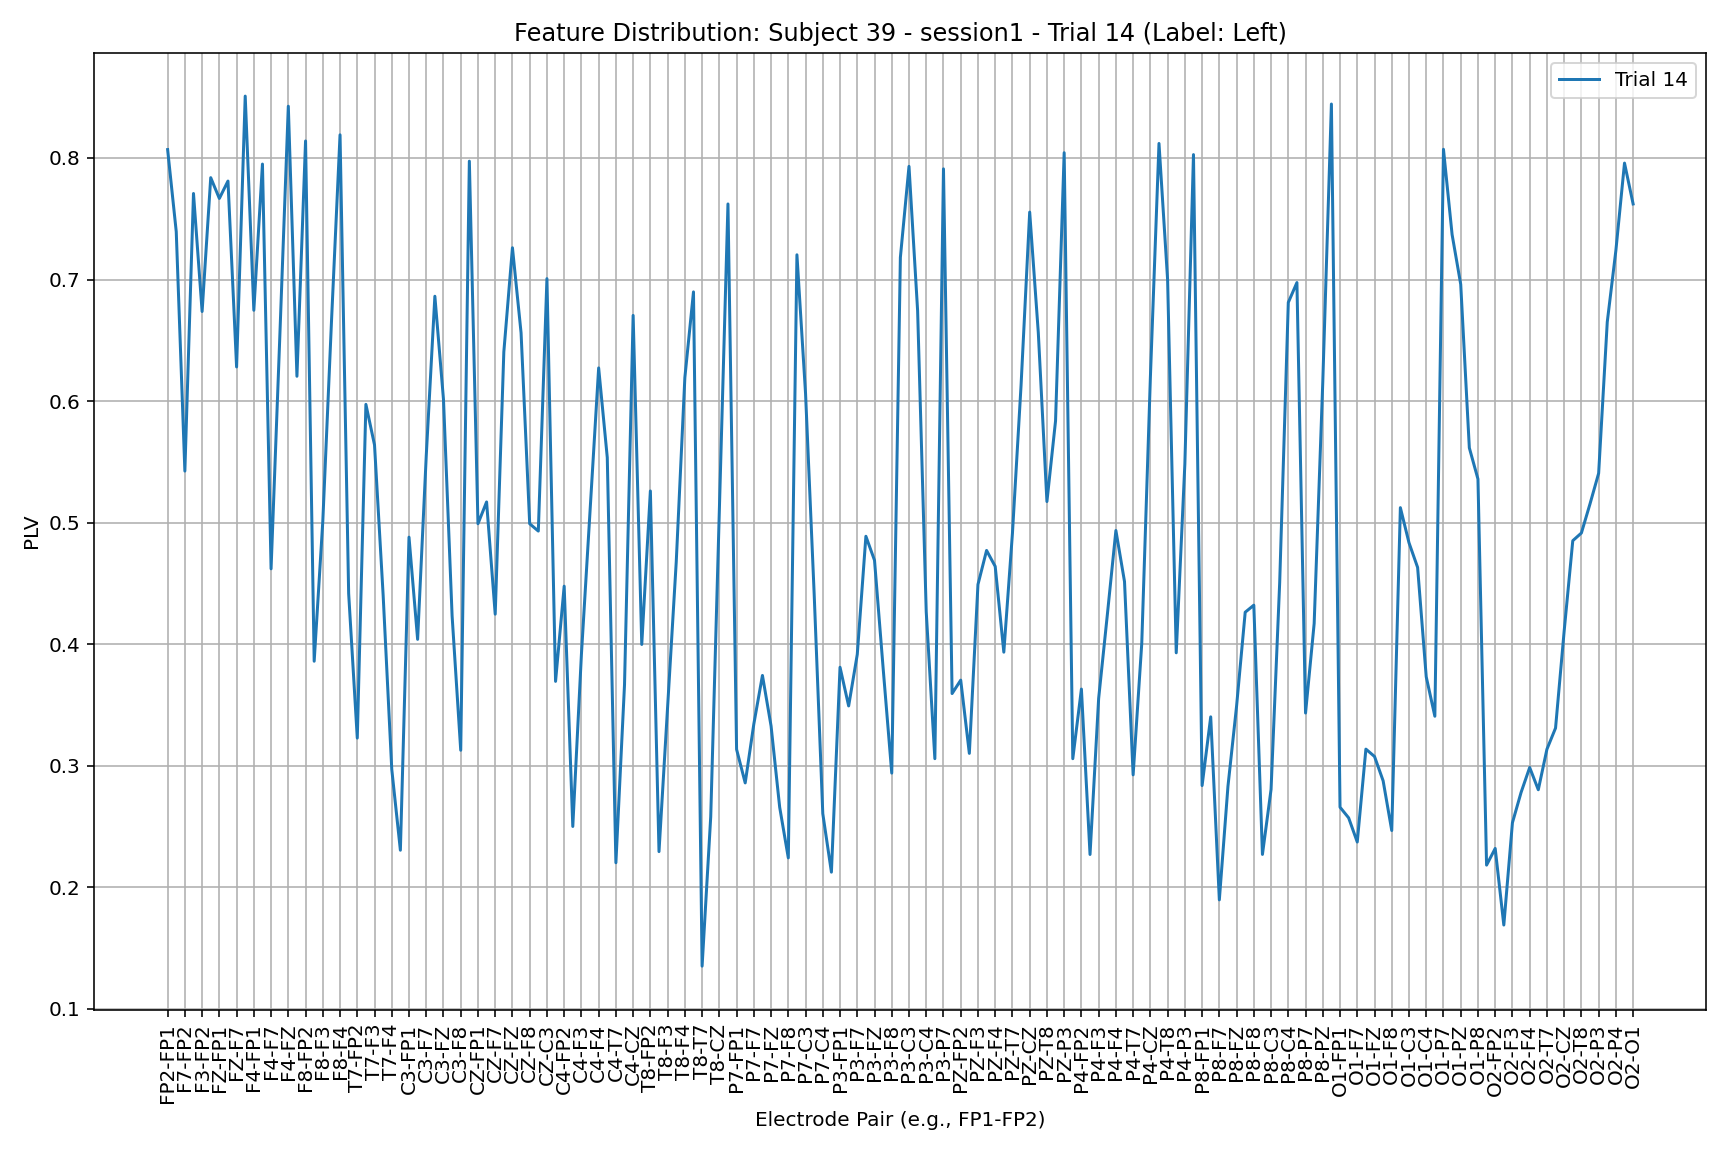 Feature Distribution: Subject 39 - session1 - Trial 14 (Label: Left)
Trial 14
PLV
0.8
0.7
0.6
0.5
0.4
0.3
0.2
0.1
FP2-FP1
F7-FP2
F3-FP2
FZ-FP1
FZ-F7
F4-FP1
F4-F7
F4-FZ
F8-FP2
F8-F3
F8-F4
T7-FP2
T7-F3
T7-F4
C3-FP1
C3-F7
C3-FZ
C3-F8
CZ-FP1
CZ-F7
CZ-FZ
CZ-F8
CZ-C3
C4-FP2
C4-F3
C4-F4
C4-T7
C4-CZ
T8-FP2
T8-F3
T8-F4
T8-T7
T8-CZ
P7-FP1
P7-F7
P7-FZ
P7-F8
P7-C3
P7-C4
P3-FP1
P3-F7
P3-FZ
P3-F8
P3-C3
P3-C4
P3-P7
PZ-FP2
PZ-F3
PZ-F4
PZ-T7
PZ-CZ
PZ-T8
PZ-P3
P4-FP2
P4-F3
P4-F4
P4-T7
P4-CZ
P4-T8
P4-P3
P8-FP1
P8-F7
P8-FZ
P8-F8
P8-C3
P8-C4
P8-P7
P8-PZ
O1-FP1
O1-F7
O1-FZ
O1-F8
O1-C3
O1-C4
O1-P7
O1-PZ
O1-P8
O2-FP2
O2-F3
O2-F4
O2-T7
O2-CZ
O2-T8
O2-P3
O2-P4
O2-O1
Electrode Pair (e.g., FP1-FP2)